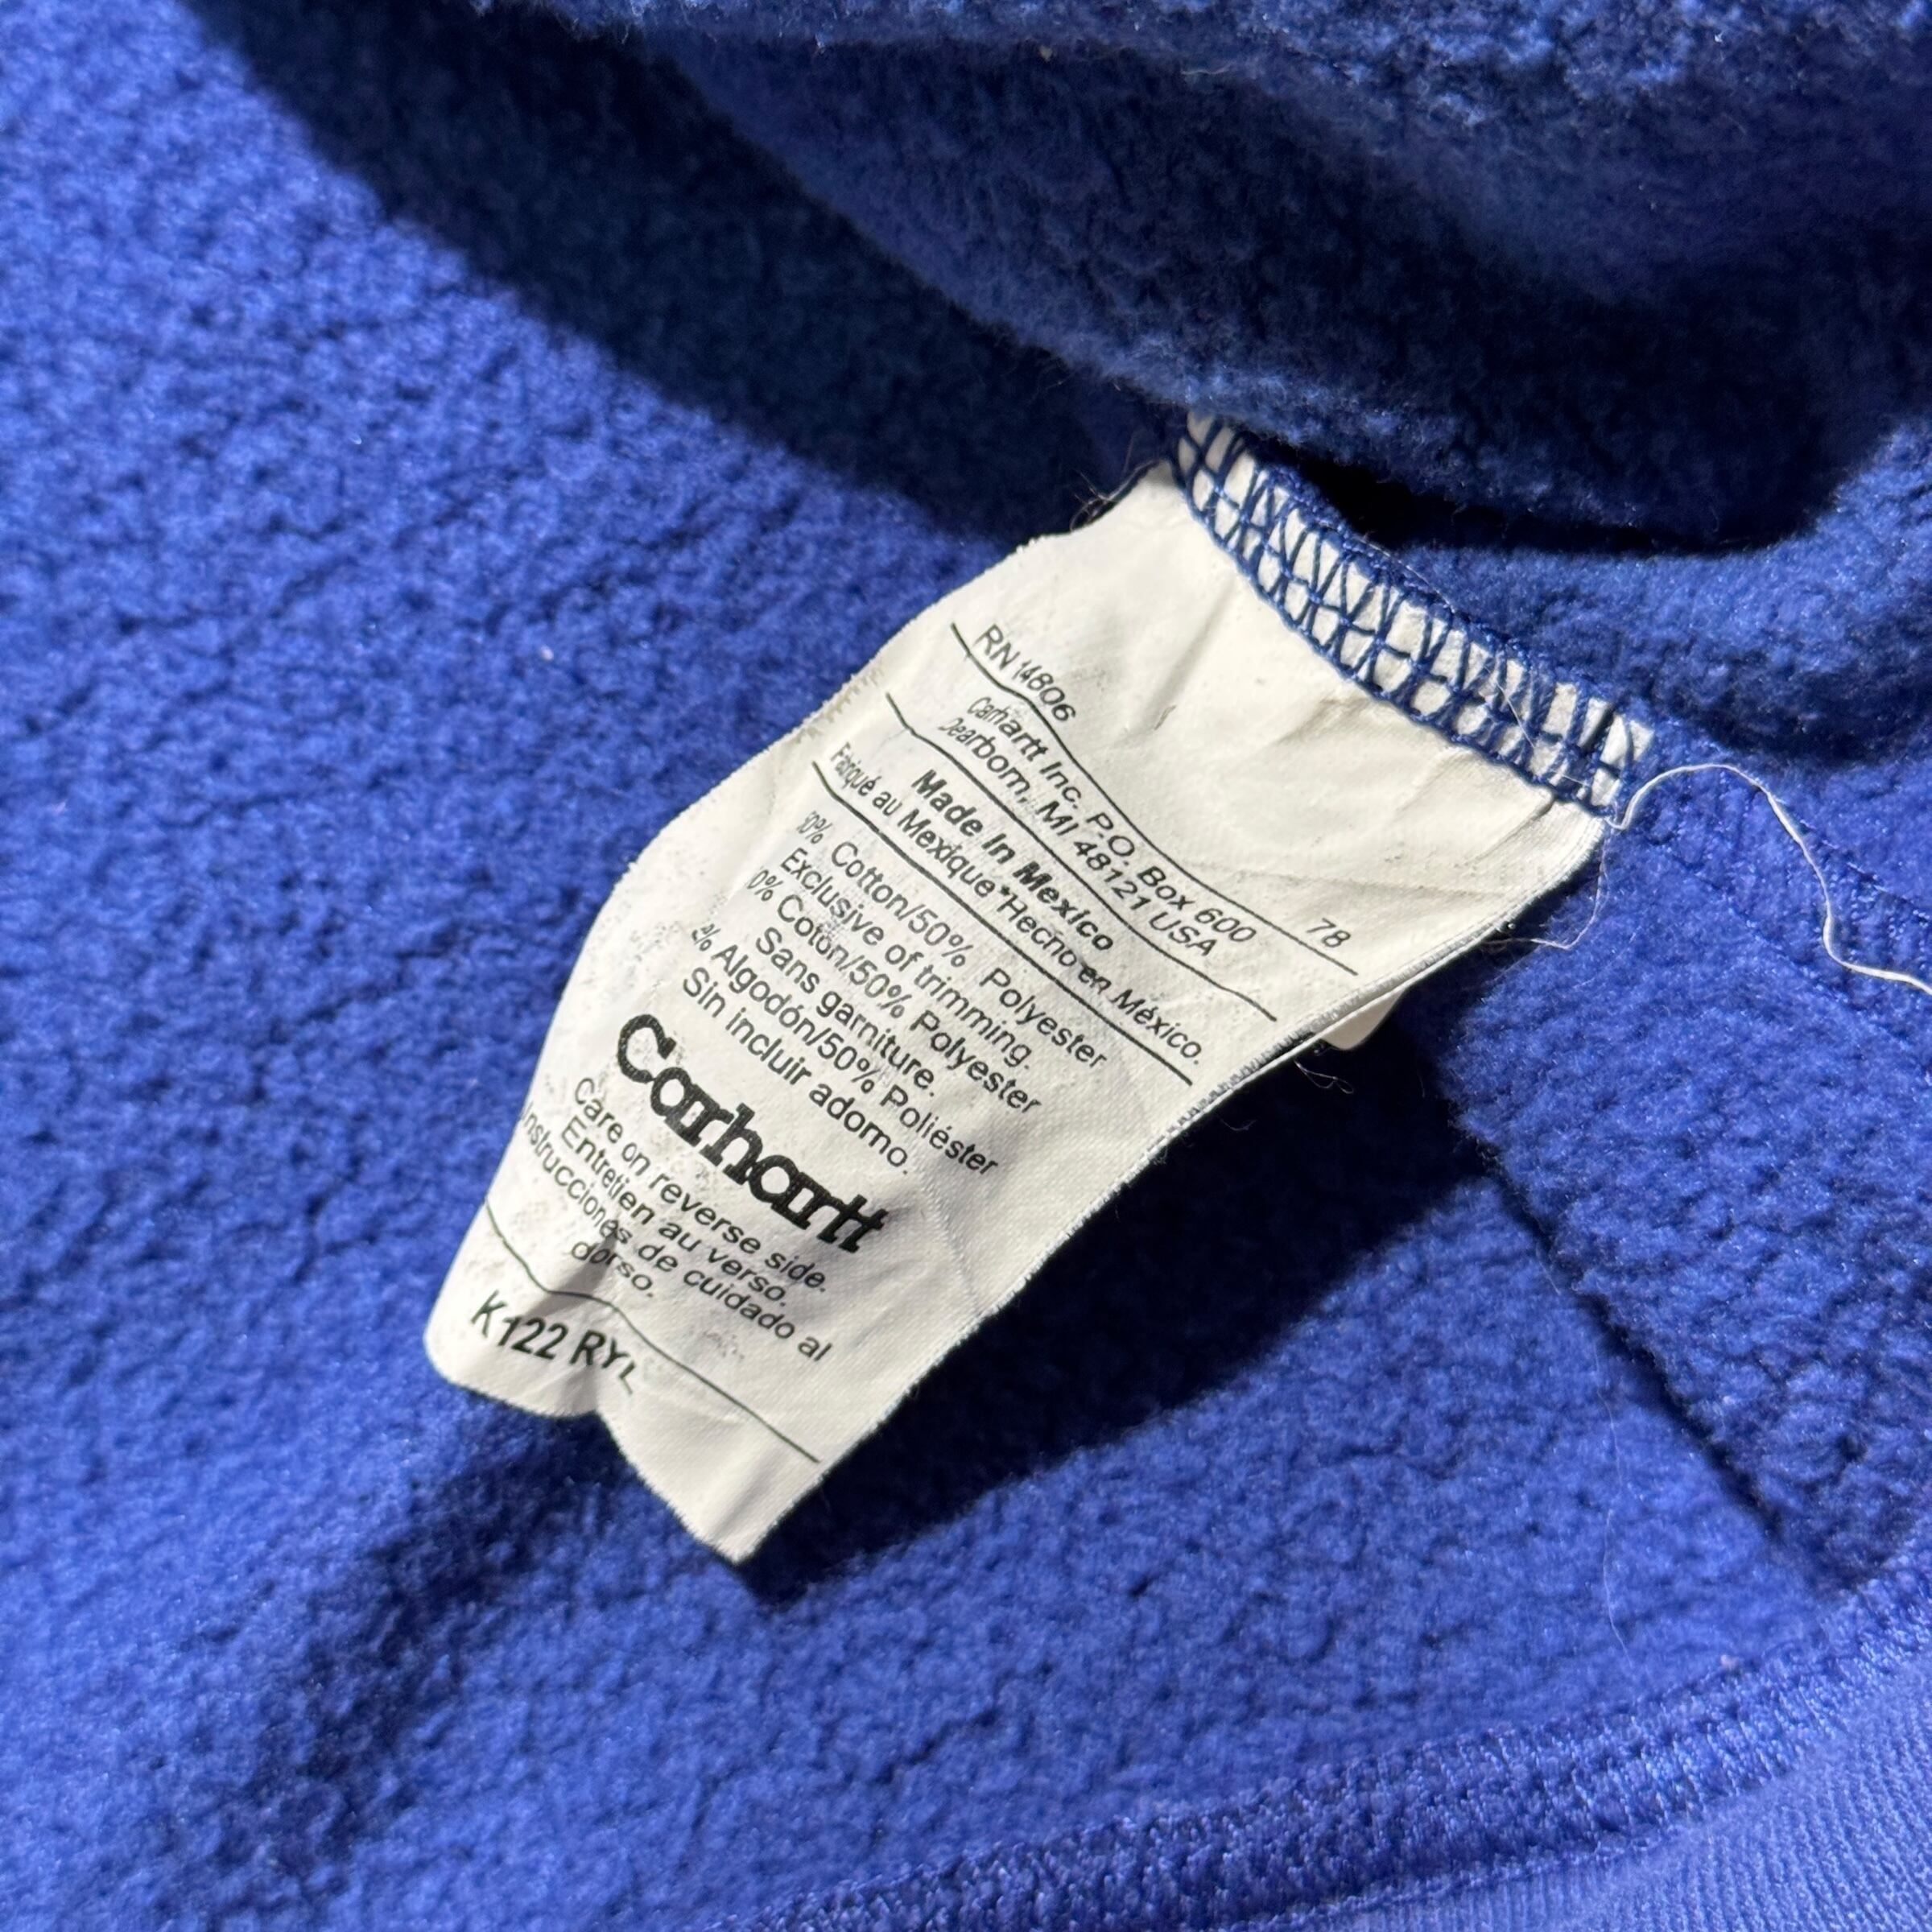 RN 14806 78
Carhartt Inc. P.O. Box 600
Dearborn, MI 48121 USA
Made In Mexico
Fabriqué au Mexique*Hecho en México.
0% Cotton/50% Polyester
Exclusive of trimming.
0% Coton/50% Polyester
Sans garniture.
% Algodón/50% Poliéster
Sin incluir adorno.
Carhartt
Care on reverse side.
Entretien au verso.
Instrucciones de cuidado al
dorso.
K122 RYL